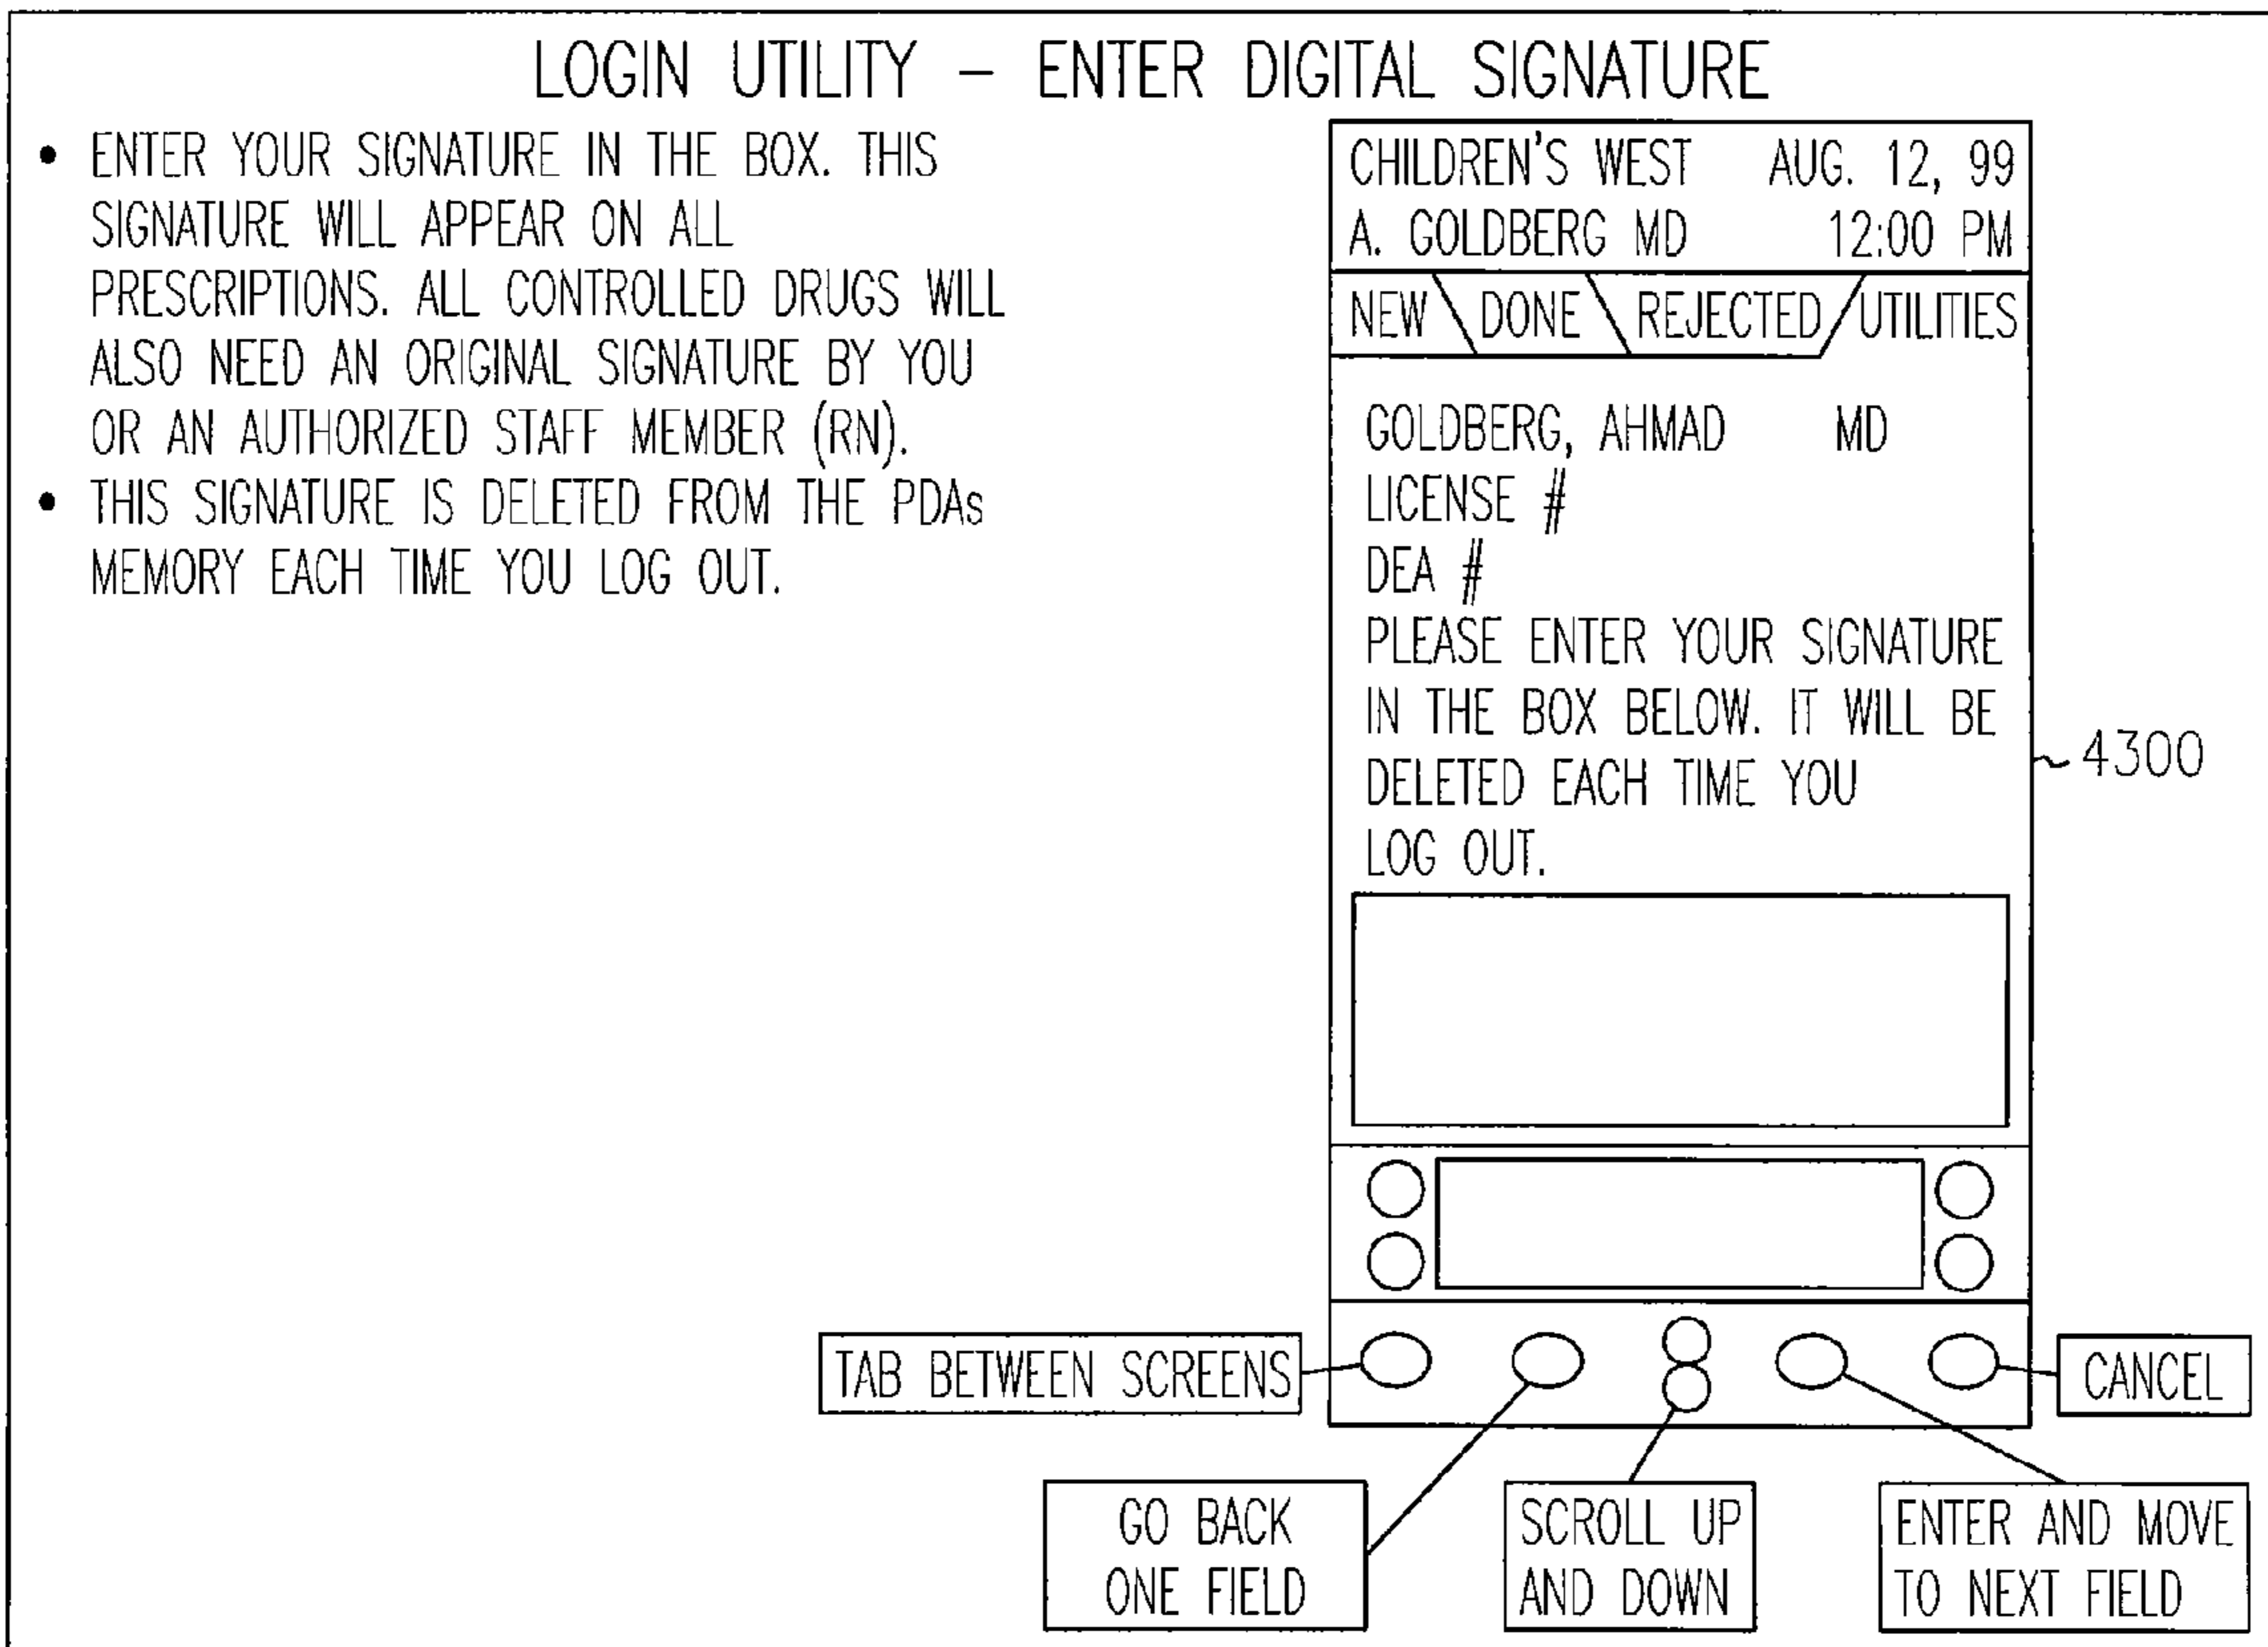 LOGIN UTILITY – ENTER DIGITAL SIGNATURE
• ENTER YOUR SIGNATURE IN THE BOX. THIS
SIGNATURE WILL APPEAR ON ALL
PRESCRIPTIONS. ALL CONTROLLED DRUGS WILL
ALSO NEED AN ORIGINAL SIGNATURE BY YOU
OR AN AUTHORIZED STAFF MEMBER (RN).
• THIS SIGNATURE IS DELETED FROM THE PDAs
MEMORY EACH TIME YOU LOG OUT.
CHILDREN'S WEST AUG. 12, 99
A. GOLDBERG MD 12:00 PM
NEW DONE REJECTED UTILITIES
GOLDBERG, AHMAD MD
LICENSE #
DEA #
PLEASE ENTER YOUR SIGNATURE
IN THE BOX BELOW. IT WILL BE
DELETED EACH TIME YOU
LOG OUT.
4300
TAB BETWEEN SCREENS
CANCEL
GO BACK
ONE FIELD
SCROLL UP
AND DOWN
ENTER AND MOVE
TO NEXT FIELD